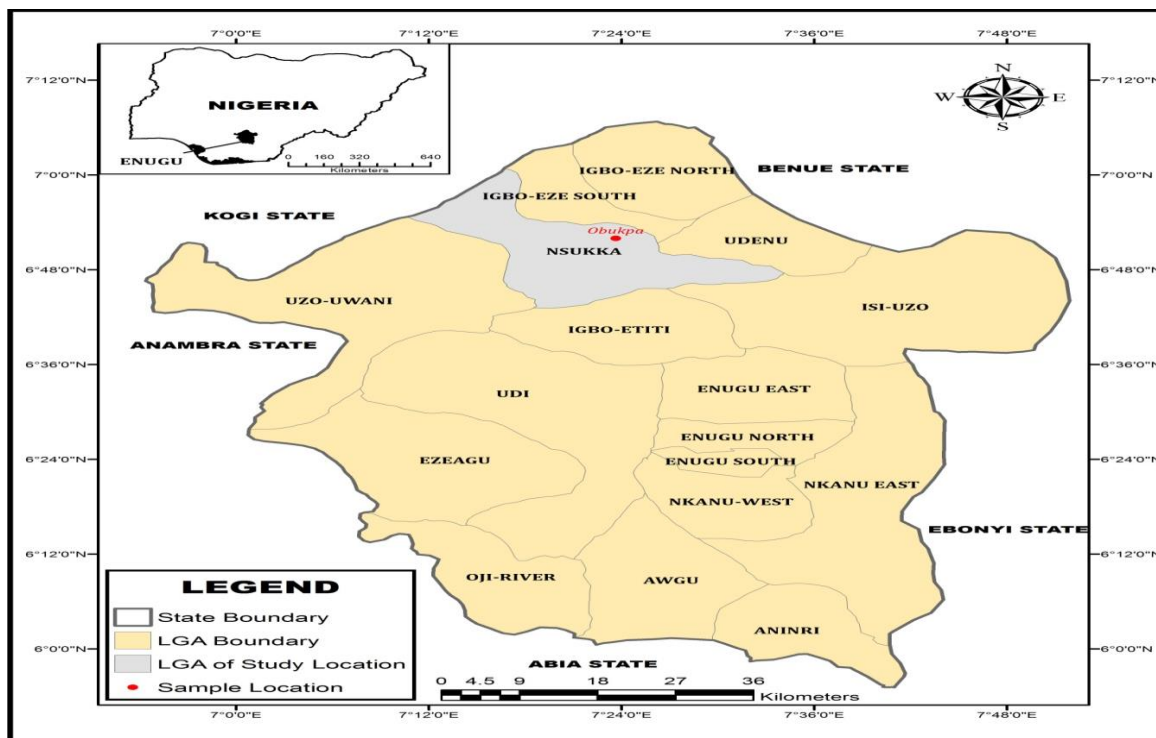 7°0'0"E
7°12'0"E
7°24'0"E
7°36'0"E
7°48'0"E
7°12'0"N
7°12'0"N
NIGERIA
ENUGU
0 160 320 640
Kilometers
N
W
E
S
7°0'0"N
7°0'0"N
IGBO-EZE NORTH
BENUE STATE
IGBO-EZE SOUTH
KOGI STATE
Obukpa
UDENU
NSUKKA
6°48'0"N
6°48'0"N
UZO-UWANI
ISI-UZO
IGBO-ETITI
ANAMBRA STATE
6°36'0"N
6°36'0"N
UDI
ENUGU EAST
ENUGU NORTH
EZEAGU
ENUGU SOUTH
6°24'0"N
6°24'0"N
NKANU EAST
NKANU-WEST
EBONYI STATE
6°12'0"N
6°12'0"N
OJI-RIVER
AWGU
ANINRI
LEGEND
State Boundary
LGA Boundary
LGA of Study Location
Sample Location
6°0'0"N
6°0'0"N
ABIA STATE
0 4.5 9 18 27 36
Kilometers
7°0'0"E
7°12'0"E
7°24'0"E
7°36'0"E
7°48'0"E